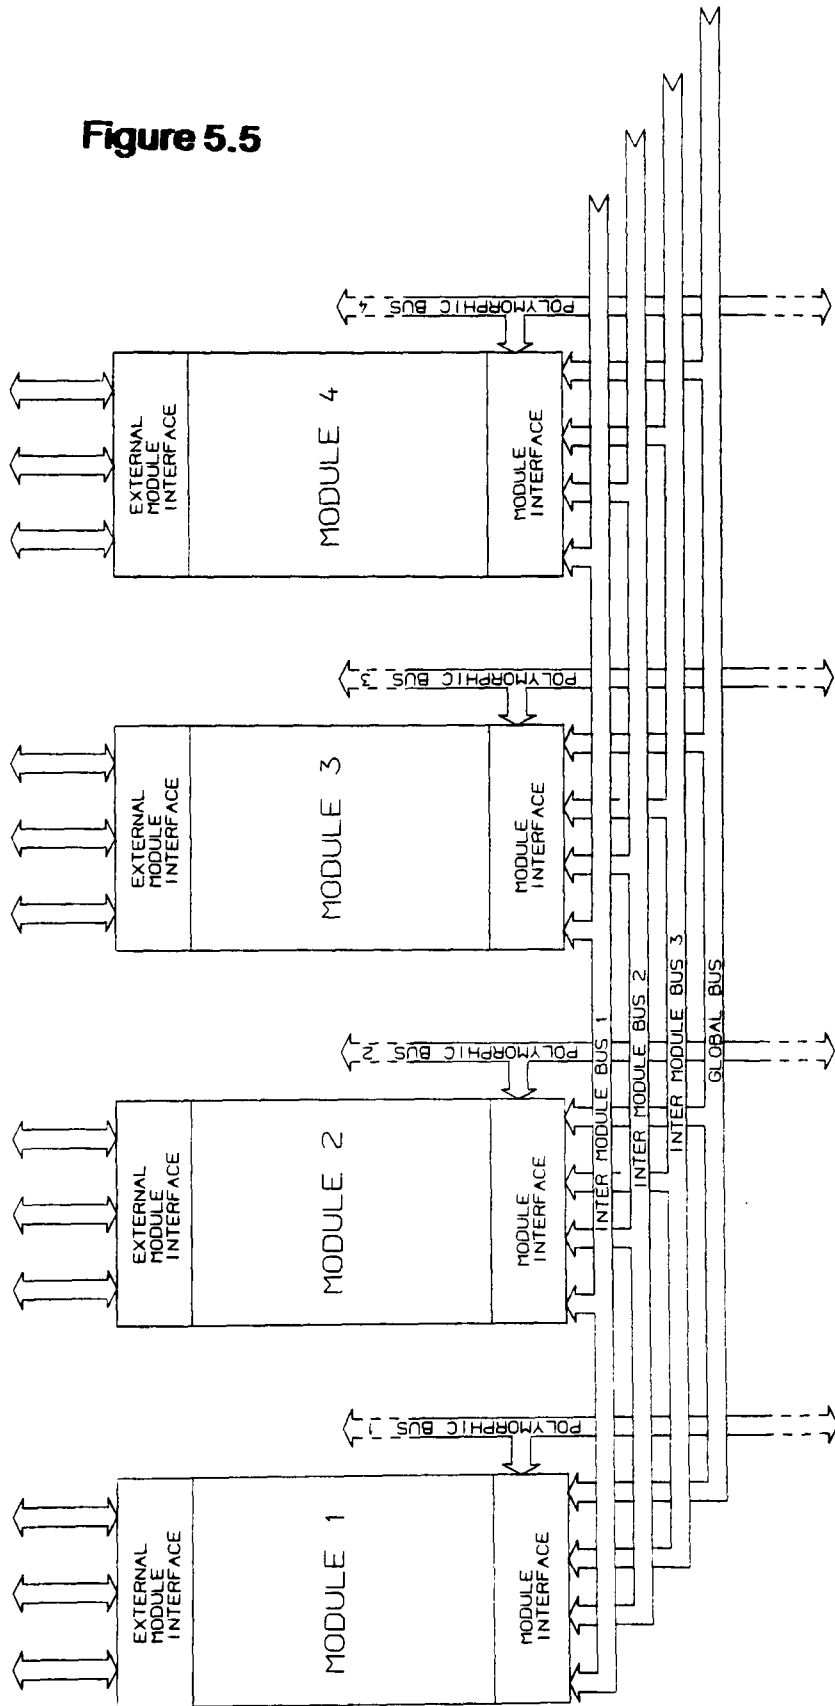 Figure 5.5
EXTERNAL
MODULE
INTERFACE
MODULE 1
MODULE
INTERFACE
POLYMORPHIC BUS 1
EXTERNAL
MODULE
INTERFACE
MODULE 2
MODULE
INTERFACE
POLYMORPHIC BUS 2
EXTERNAL
MODULE
INTERFACE
MODULE 3
MODULE
INTERFACE
POLYMORPHIC BUS 3
EXTERNAL
MODULE
INTERFACE
MODULE 4
MODULE
INTERFACE
POLYMORPHIC BUS 4
INTER MODULE BUS 1
INTER MODULE BUS 2
INTER MODULE BUS 3
GLOBAL BUS